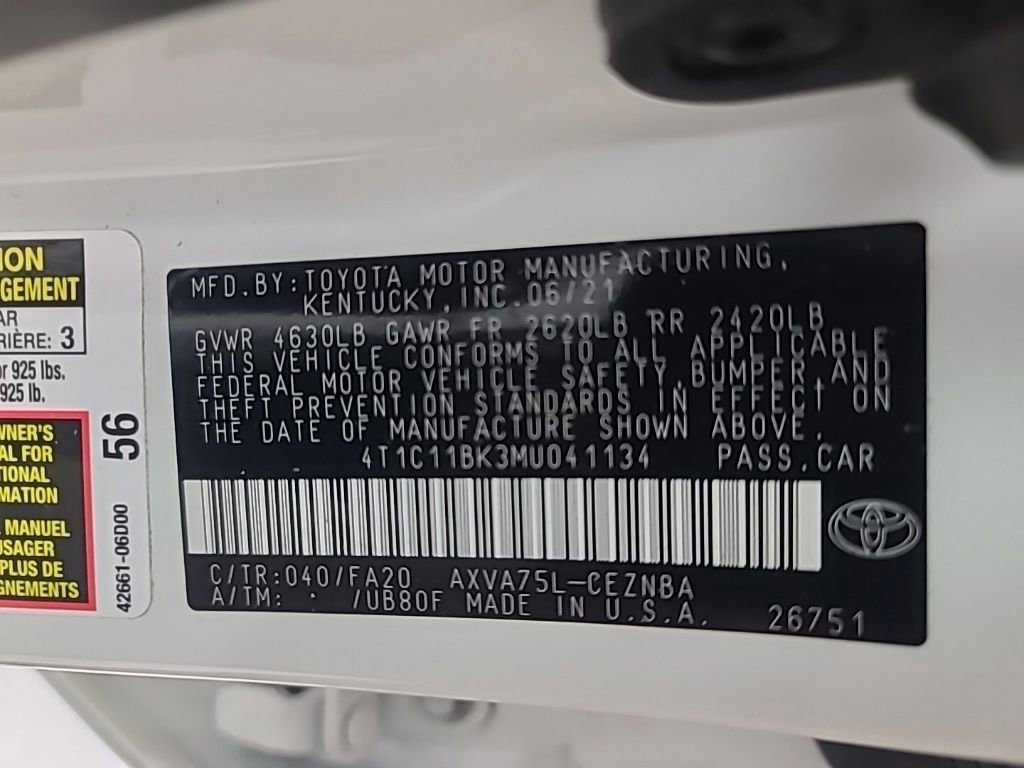 ION
GEMENT
AR
RIÈRE: 3
or 925 lbs.
925 lb.
WNER'S
AL FOR
TIONAL
MATION
MANUEL
USAGER
PLUS DE
GNEMENTS
56
42661-06D00
MFD.BY:TOYOTA MOTOR MANUFACTURING,
KENTUCKY,INC.06/21
GVWR 4630LB GAWR FR 2620LB RR 2420LB
THIS VEHICLE CONFORMS TO ALL APPLICABLE
FEDERAL MOTOR VEHICLE SAFETY,BUMPER,AND
THEFT PREVENTION STANDARDS IN EFFECT ON
THE DATE OF MANUFACTURE SHOWN ABOVE.
4T1C11BK3MU041134 PASS.CAR
C/TR:040/FA20 AXVA75L-CEZNBA
A/TM: /UB80F MADE IN U.S.A. 26751